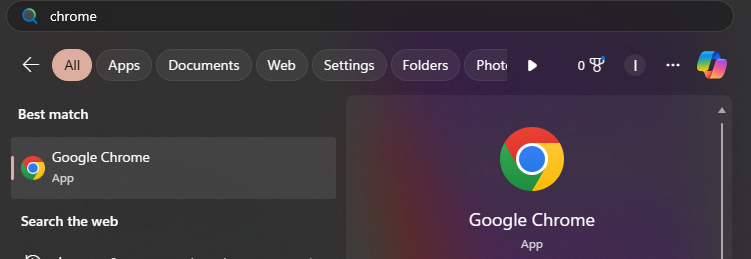 chrome
All Apps Documents Web Settings Folders 0 I ...
Best match
Google Chrome
App
Search the web
Google Chrome
App